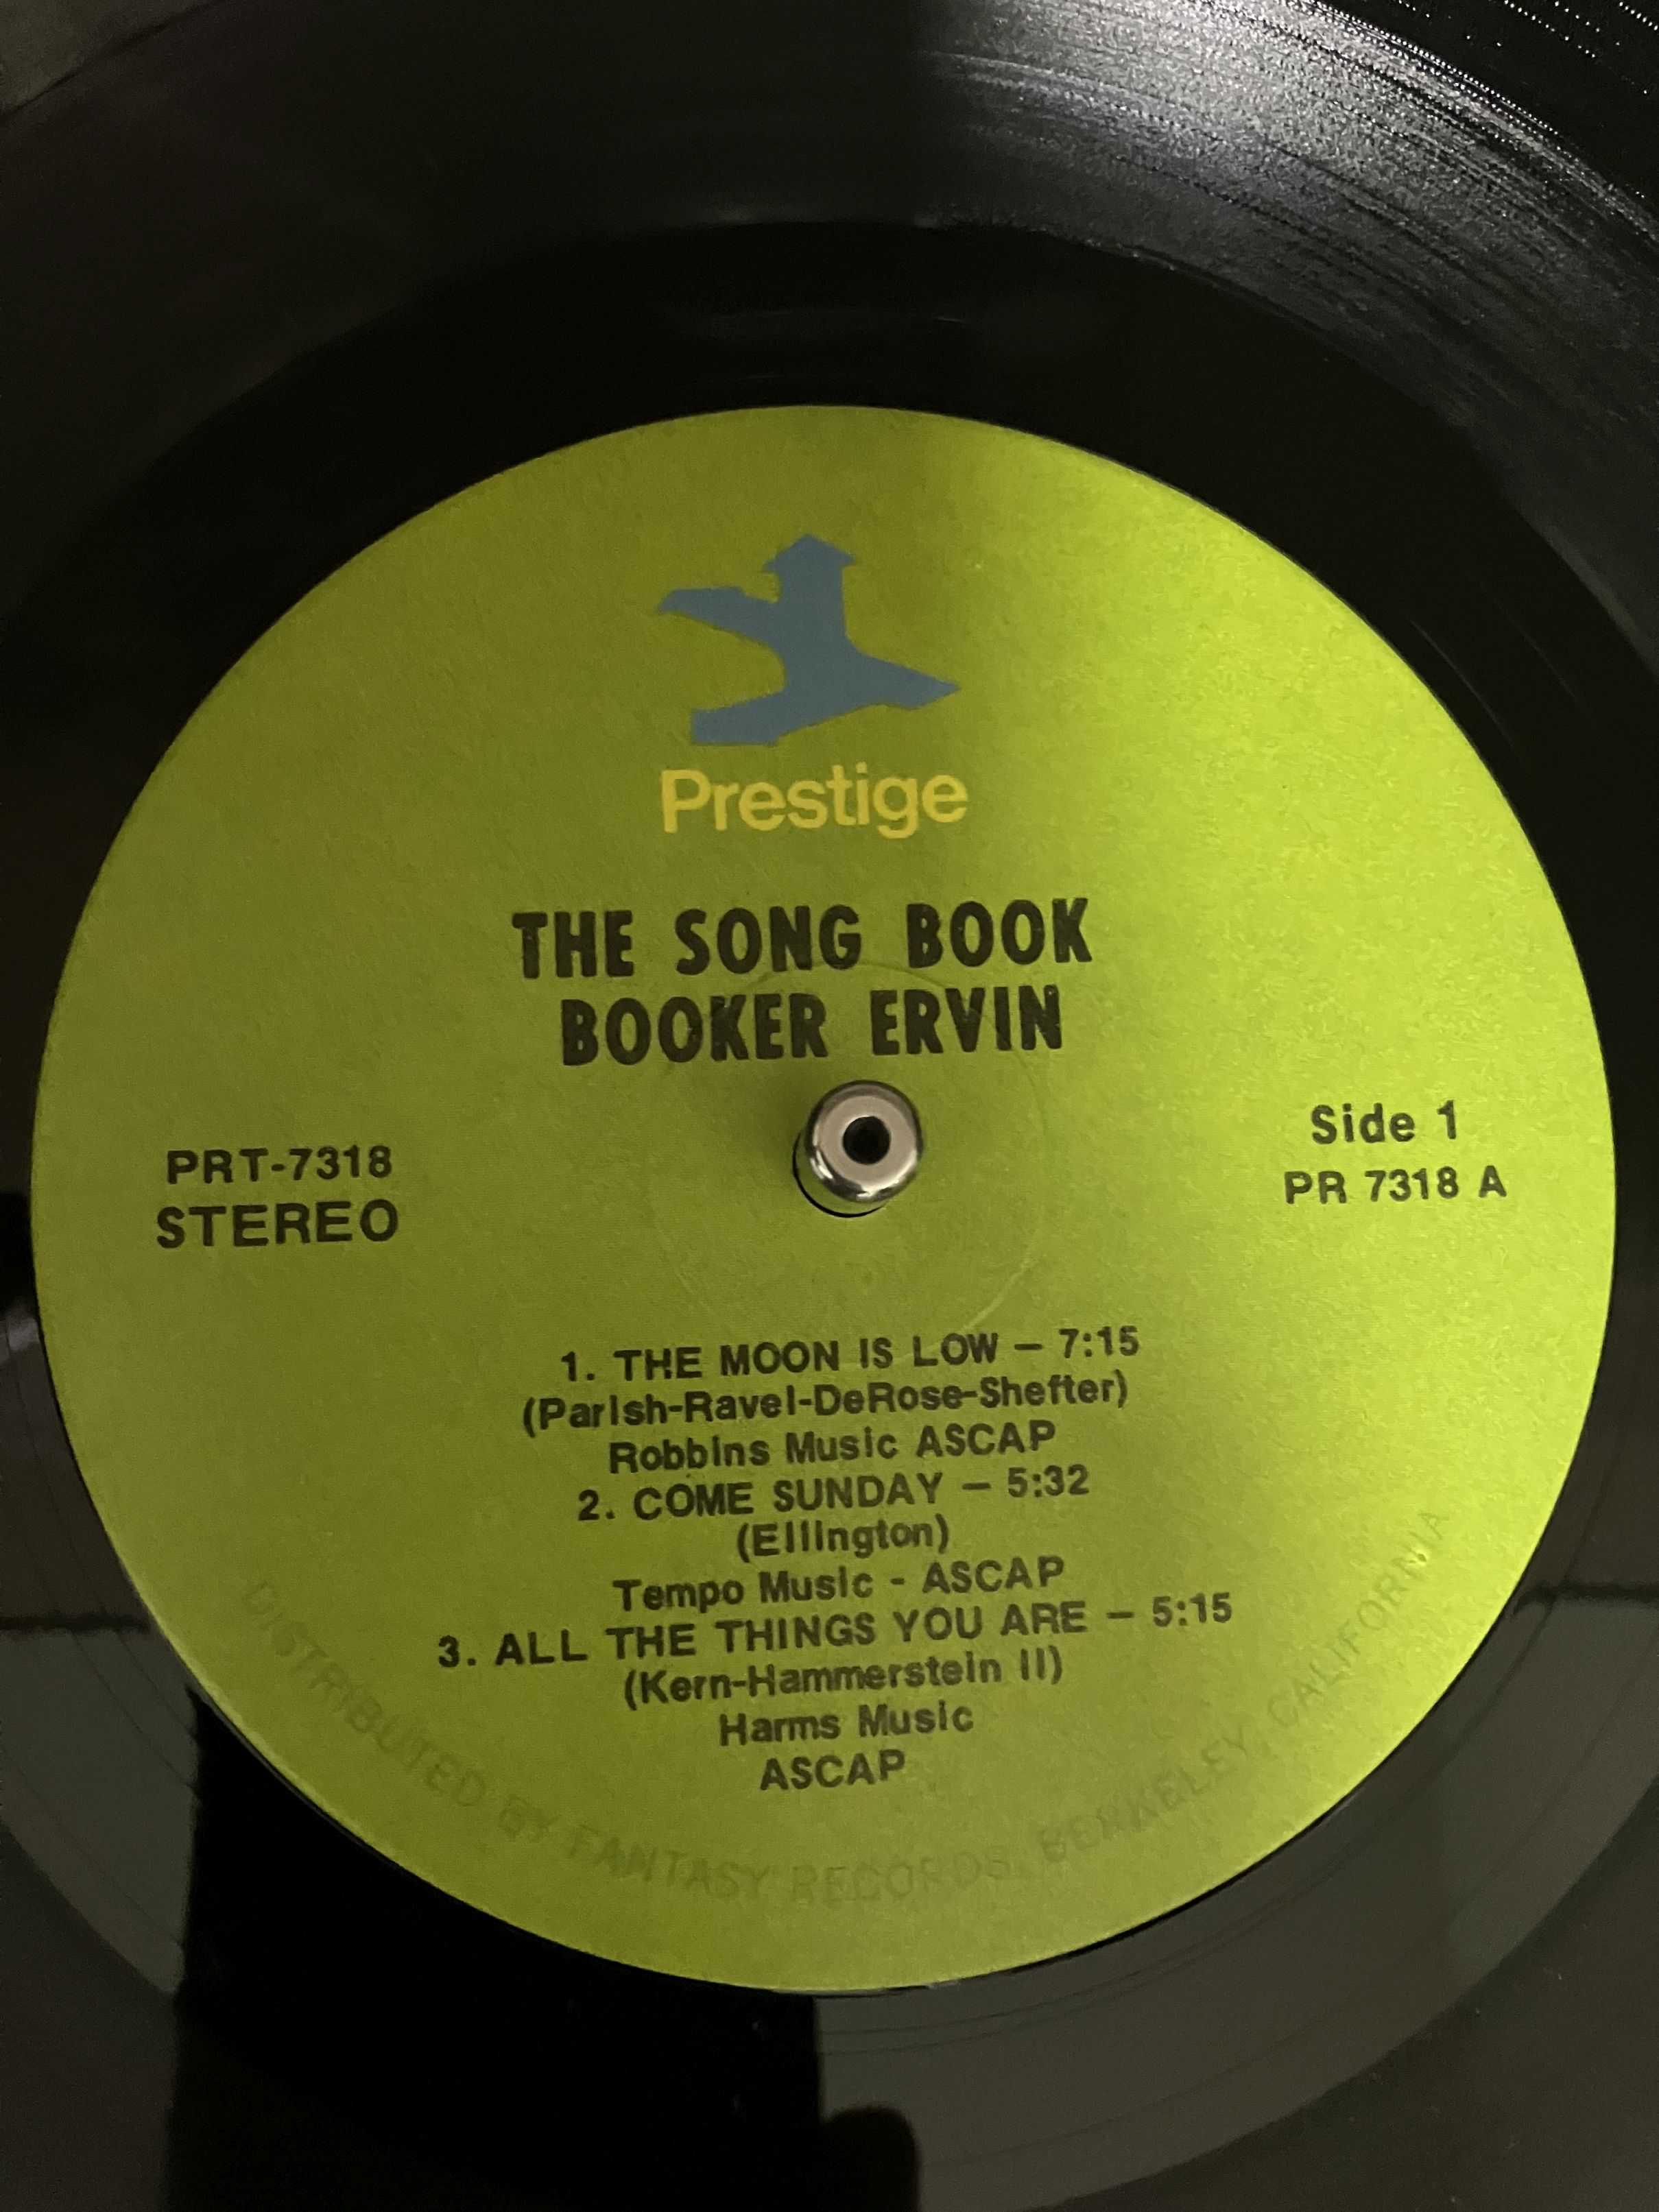 Prestige
THE SONG BOOK
BOOKER ERVIN
PRT-7318
STEREO
Side 1
PR 7318 A
1. THE MOON IS LOW — 7:15
(Parish-Ravel-DeRose-Shefter)
Robbins Music ASCAP
2. COME SUNDAY — 5:32
(Ellington)
Tempo Music - ASCAP
3. ALL THE THINGS YOU ARE — 5:15
(Kern-Hammerstein II)
Harms Music
ASCAP
DISTRIBUTED BY FANTASY RECORDS, BERKELEY, CALIFORNIA